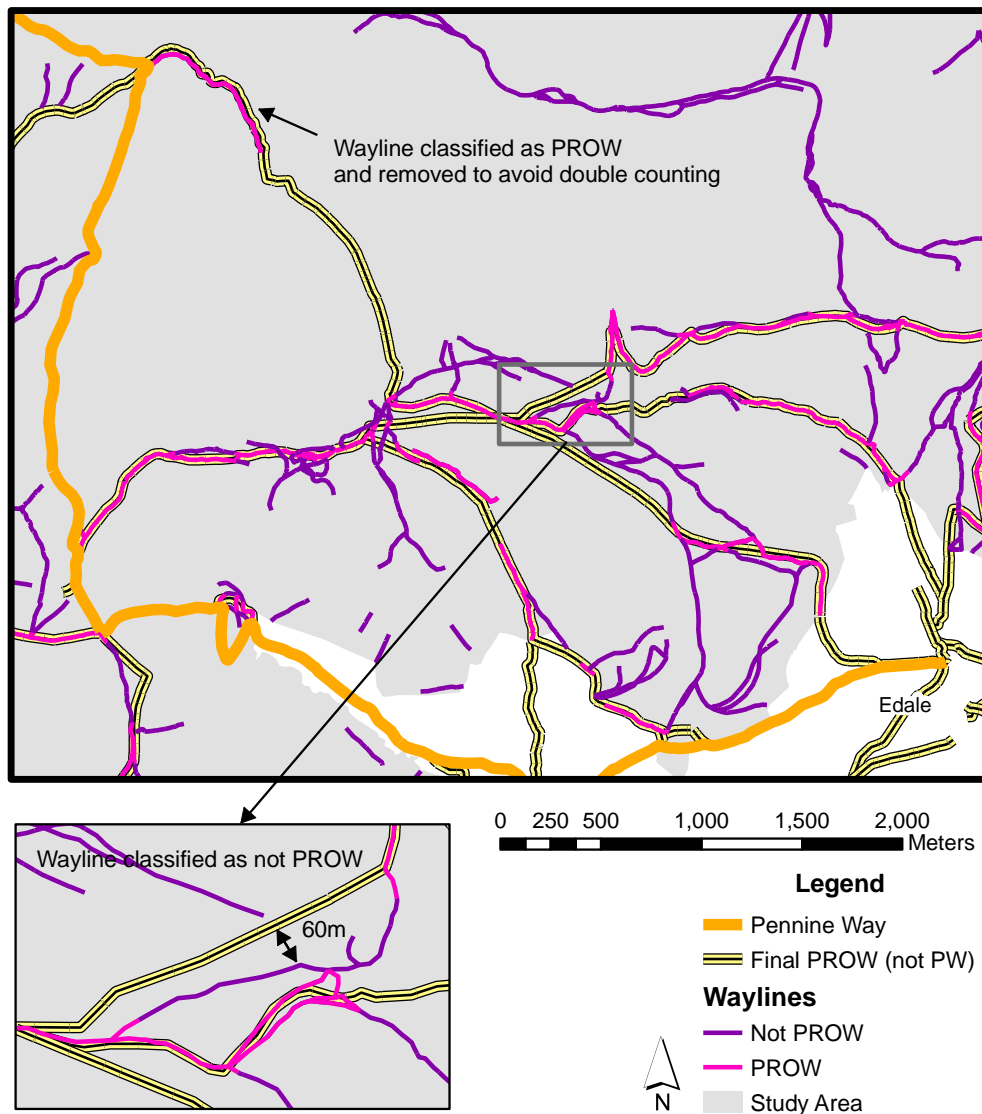 Wayline classified as PROW
and removed to avoid double counting
Edale
Wayline classified as not PROW
60m
0 250 500 1,000 1,500 2,000
Meters
Legend
Pennine Way
Final PROW (not PW)
Waylines
Not PROW
PROW
Study Area
N